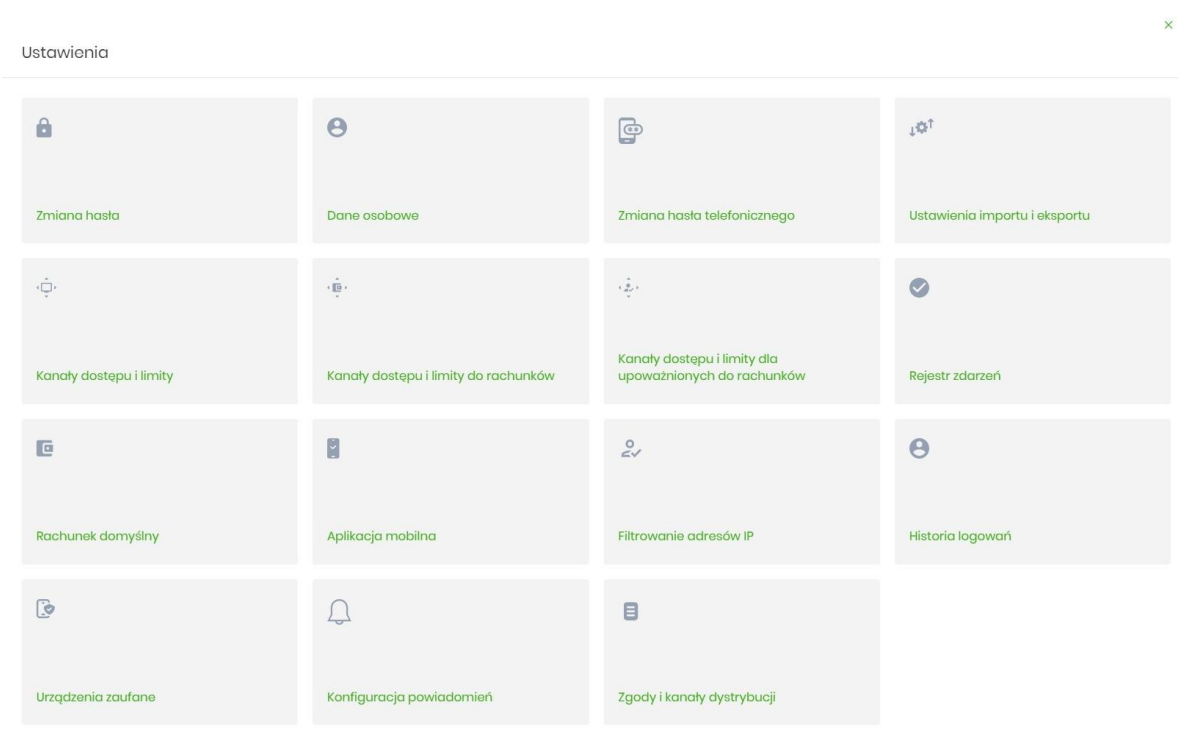 Ustawienia
Zmiana hasła
Dane osobowe
Zmiana hasła telefonicznego
Ustawienia importu i eksportu
Kanały dostępu i limity
Kanały dostępu i limity do rachunków
Kanały dostępu i limity dla
upoważnionych do rachunków
Rejestr zdarzeń
Rachunek domyślny
Aplikacja mobilna
Filtrowanie adresów IP
Historia logowań
Urządzenia zaufane
Konfiguracja powiadomień
Zgody i kanały dystrybucji